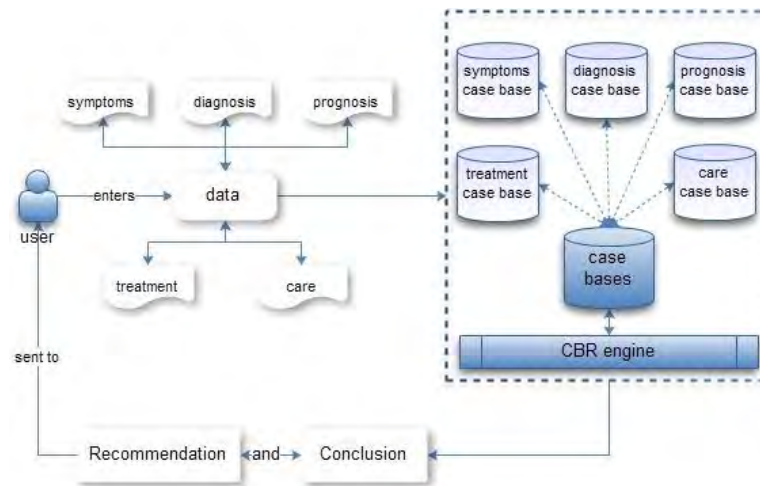 symptoms
diagnosis
prognosis
symptoms
case base
diagnosis
case base
prognosis
case base
user
enters
data
treatment
case base
care
case base
treatment
care
case
bases
CBR engine
sent to
Recommendation
and
Conclusion